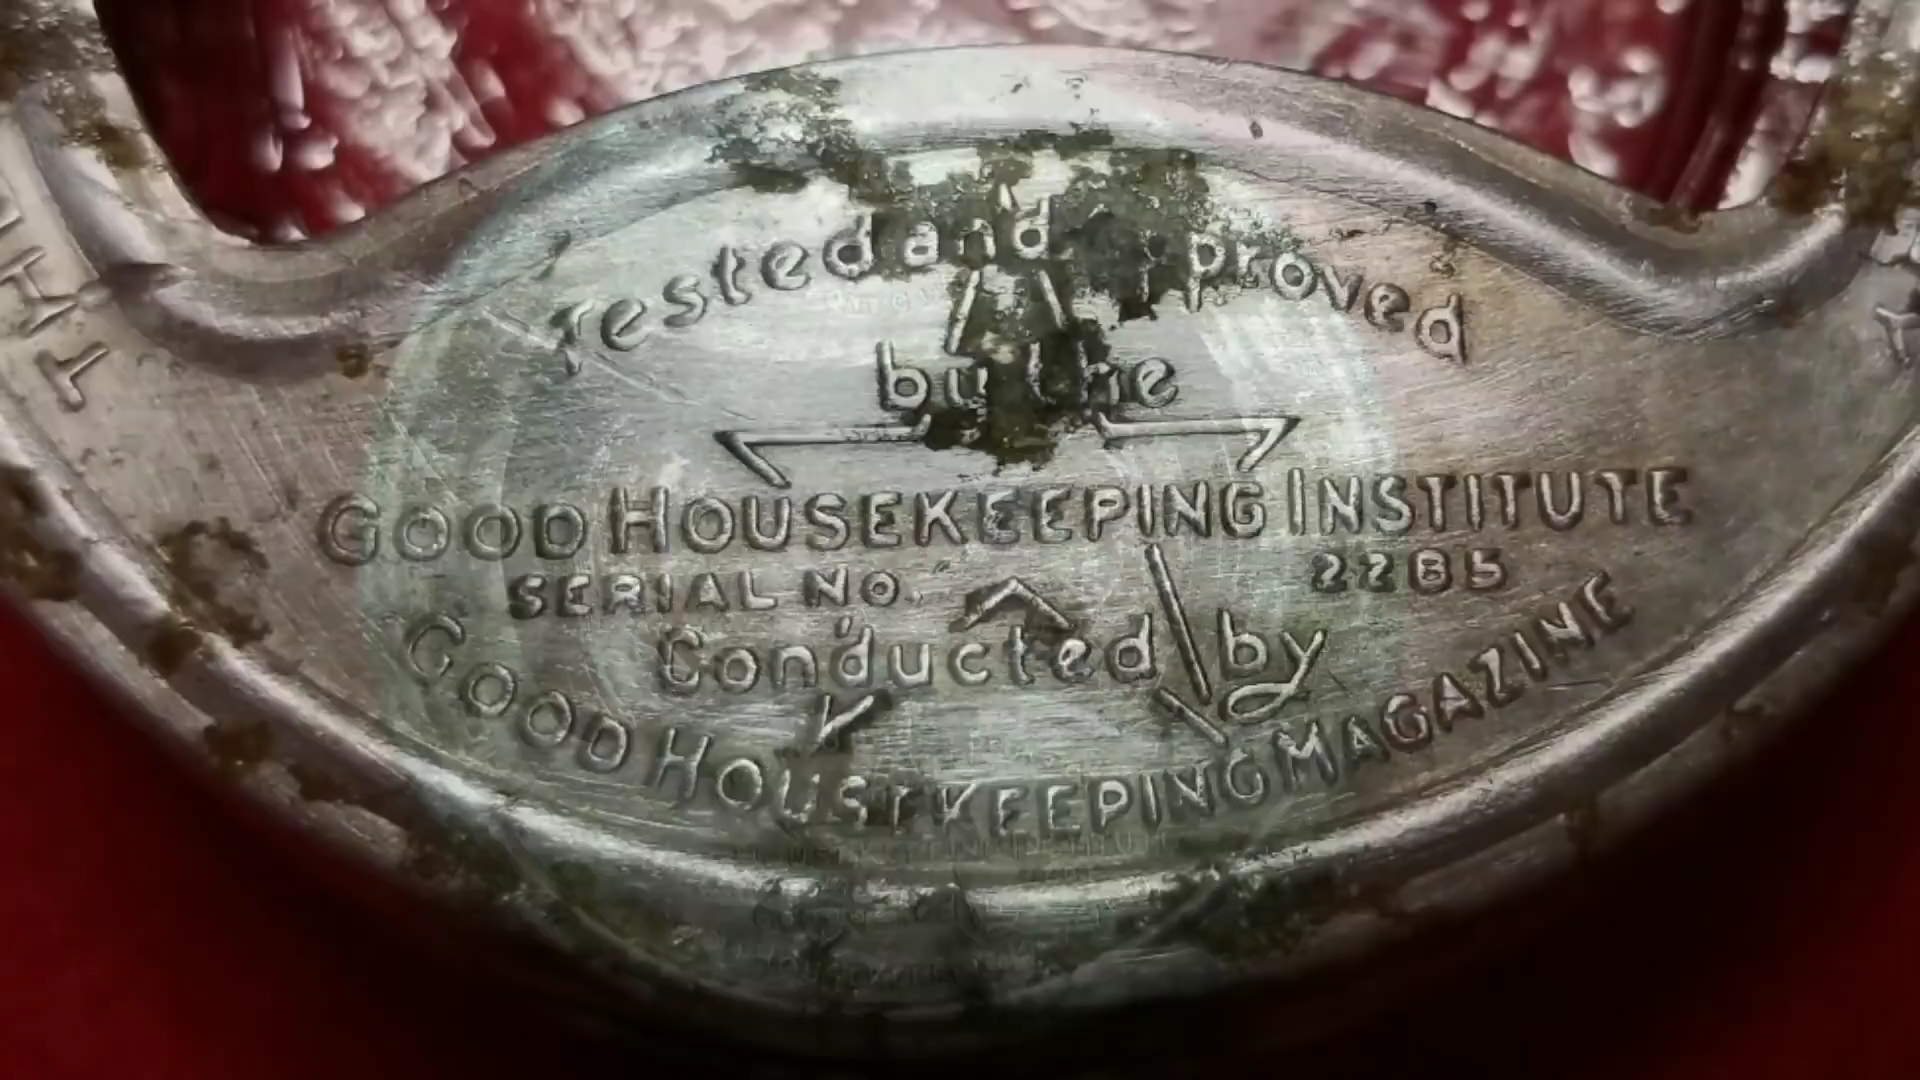 Tested and approved
by the
GOOD HOUSEKEEPING INSTITUTE
SERIAL NO. 2285
Conducted by
GOOD HOUSEKEEPING MAGAZINE